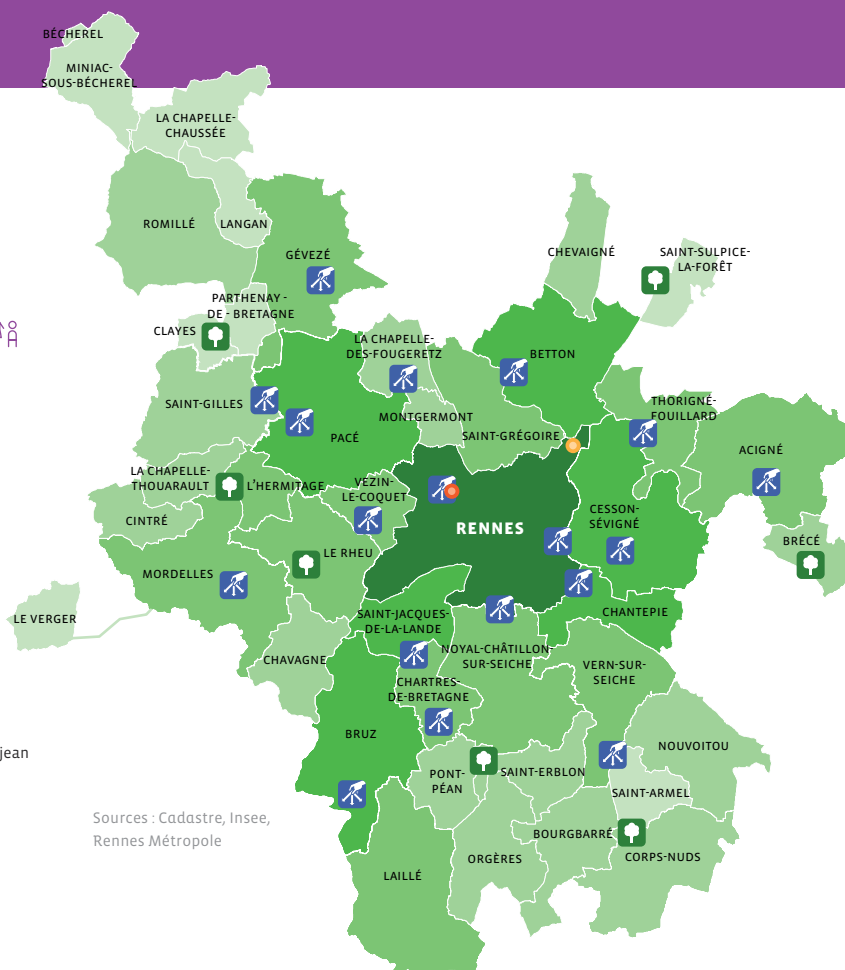 BÉCHEREL
MINIAC-
SOUS-BÉCHEREL
LA CHAPELLE-
CHAUSSÉE
ROMILLÉ
LANGAN
GÉVEZÉ
CHEVAIGNÉ
SAINT-SULPICE-
LA-FORÊT
PARTHENAY -
DE - BRETAGNE
CLAYES
LA CHAPELLE-
DES-FOUGERETZ
BETTON
SAINT-GILLES
PACÉ
MONTGERMONT
SAINT-GRÉGOIRE
THORIGNÉ-
FOUILLARD
ACIGNÉ
LA CHAPELLE-
THOUARAULT
L'HERMITAGE
VEZIN-
LE-COQUET
CINTRÉ
RENNES
CESSON-
SÉVIGNÉ
BRÉCÉ
LE RHEU
MORDELLES
LE VERGER
SAINT-JACQUES-
DE-LA-LANDE
CHANTEPIE
CHAVAGNE
NOYAL-CHÂTILLON-
SUR-SEICHE
VERN-SUR-
SEICHE
CHARTRES-
DE-BRETAGNE
BRUZ
NOUVOITOU
jean
PONT-
PÉAN
SAINT-ERBLON
SAINT-ARMEL
Sources : Cadastre, Insee,
Rennes Métropole
BOURGBARRÉ
ORGÈRES
CORPS-NUDS
LAILLÉ